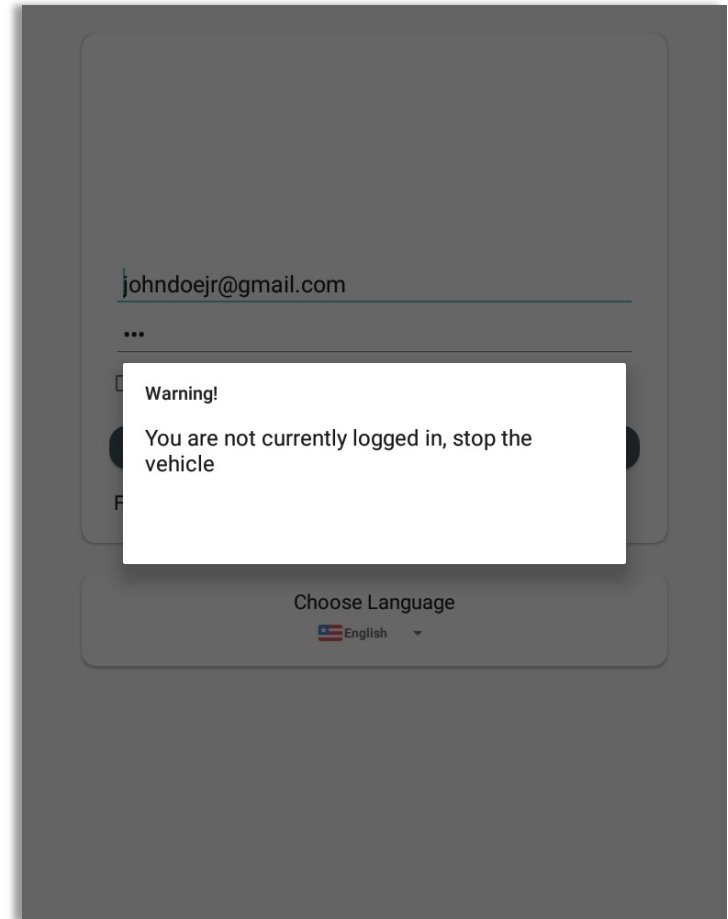 johndoejr@gmail.com
•••
Warning!
You are not currently logged in, stop the
vehicle
F
Choose Language
English